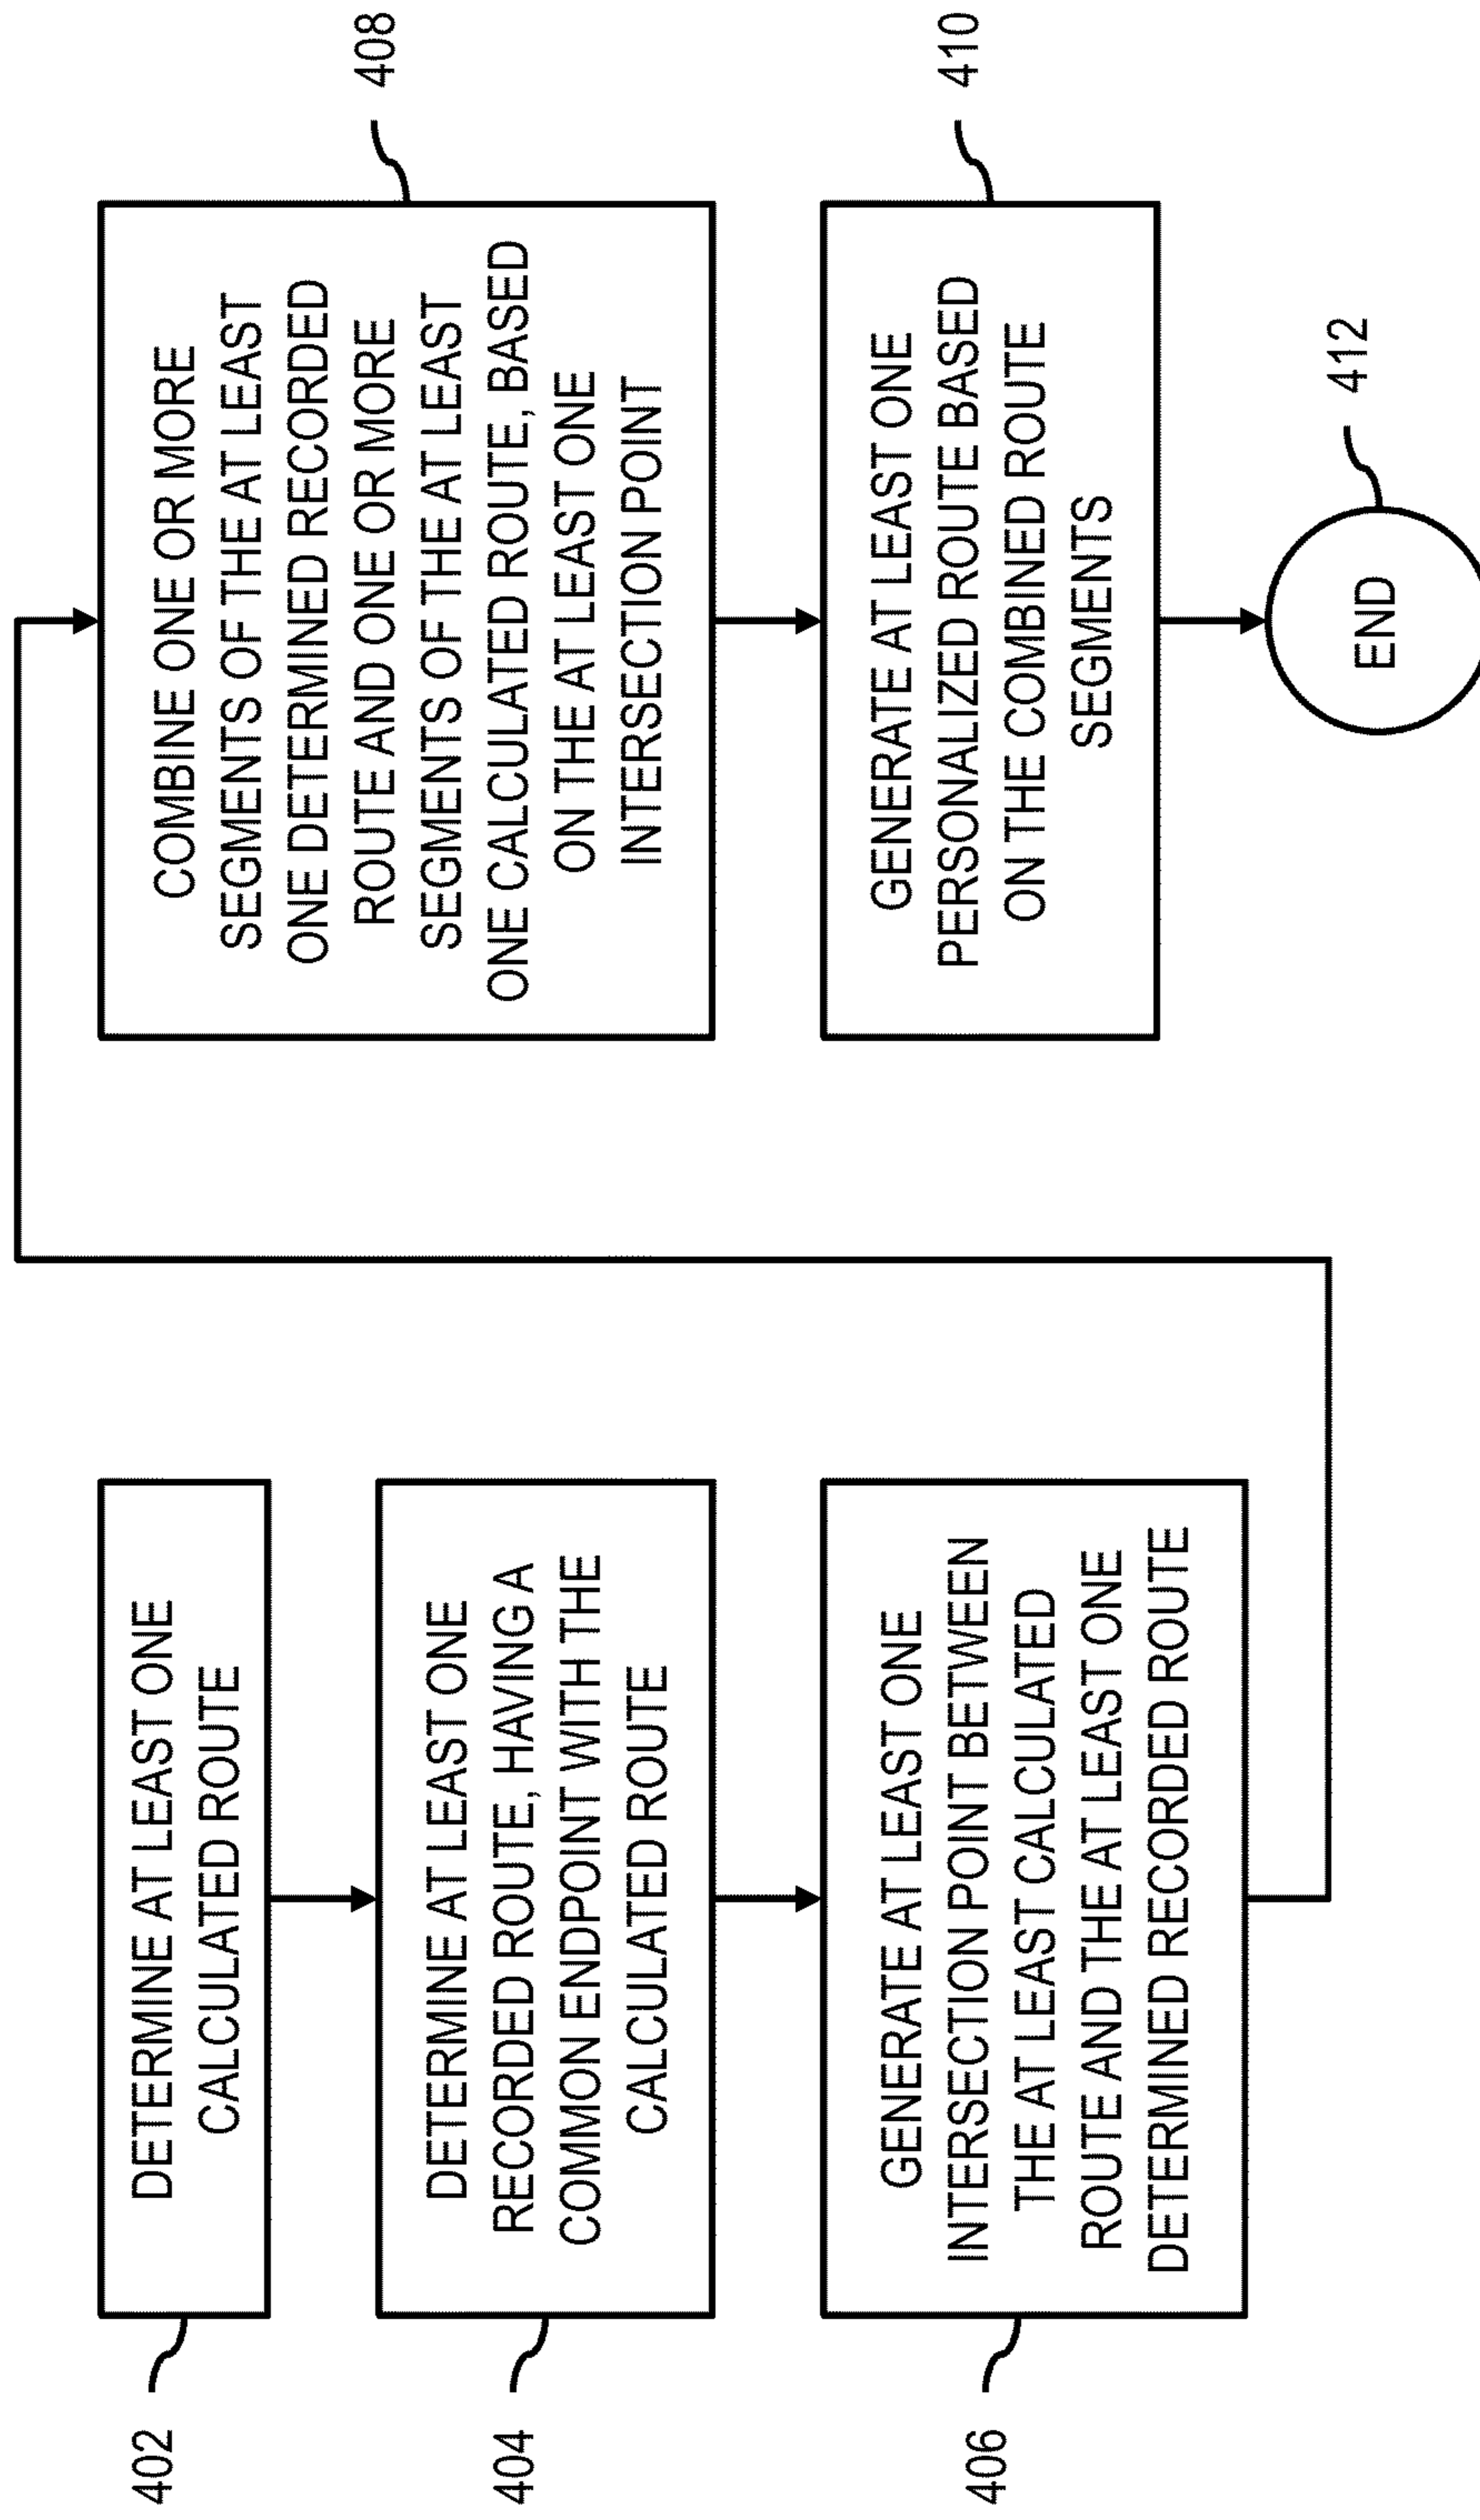 402
DETERMINE AT LEAST ONE
CALCULATED ROUTE
404
DETERMINE AT LEAST ONE
RECORDED ROUTE, HAVING A
COMMON ENDPOINT WITH THE
CALCULATED ROUTE
406
GENERATE AT LEAST ONE
INTERSECTION POINT BETWEEN
THE AT LEAST CALCULATED
ROUTE AND THE AT LEAST ONE
DETERMINED RECORDED ROUTE
408
COMBINE ONE OR MORE
SEGMENTS OF THE AT LEAST
ONE DETERMINED RECORDED
ROUTE AND ONE OR MORE
SEGMENTS OF THE AT LEAST
ONE CALCULATED ROUTE, BASED
ON THE AT LEAST ONE
INTERSECTION POINT
410
GENERATE AT LEAST ONE
PERSONALIZED ROUTE BASED
ON THE COMBINED ROUTE
SEGMENTS
412
END